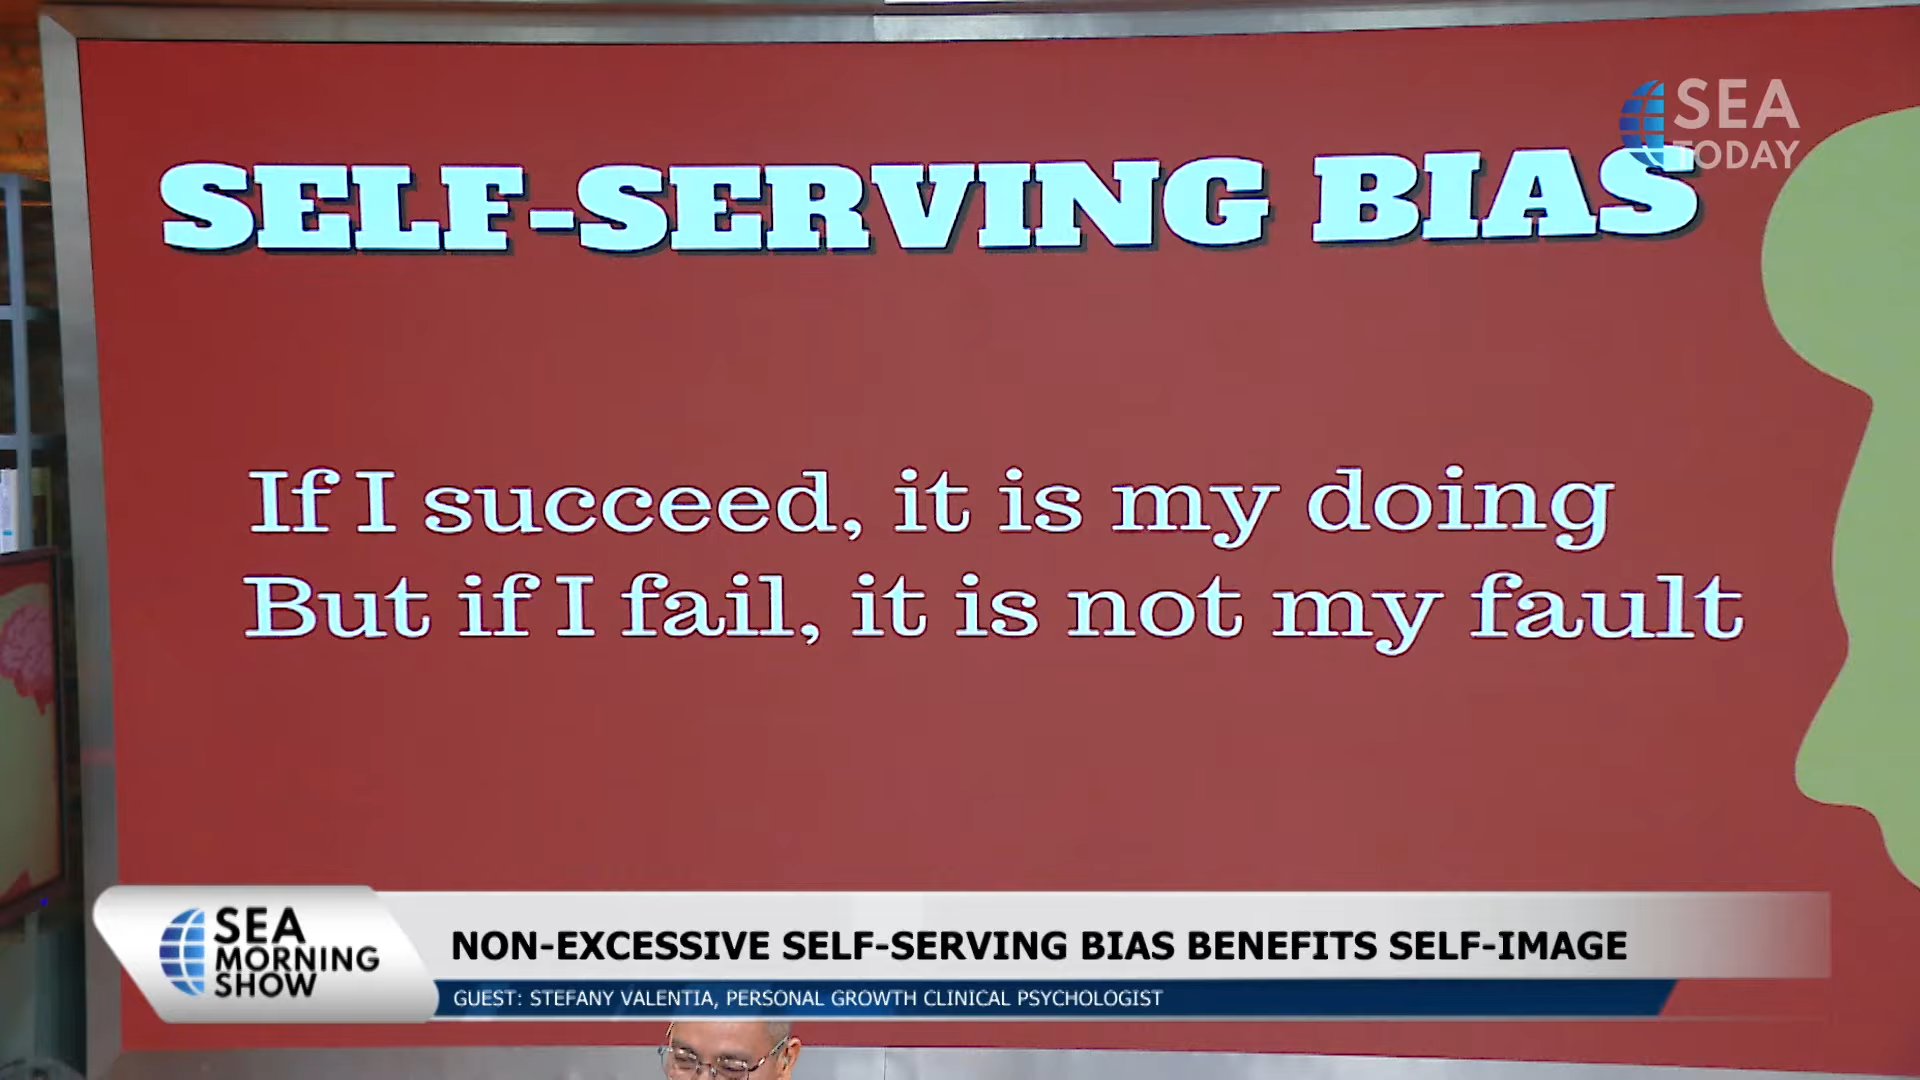 SEA
TODAY
SELF-SERVING BIAS
If I succeed, it is my doing
But if I fail, it is not my fault
SEA
MORNING
SHOW
NON-EXCESSIVE SELF-SERVING BIAS BENEFITS SELF-IMAGE
GUEST: STEFANY VALENTIA, PERSONAL GROWTH CLINICAL PSYCHOLOGIST